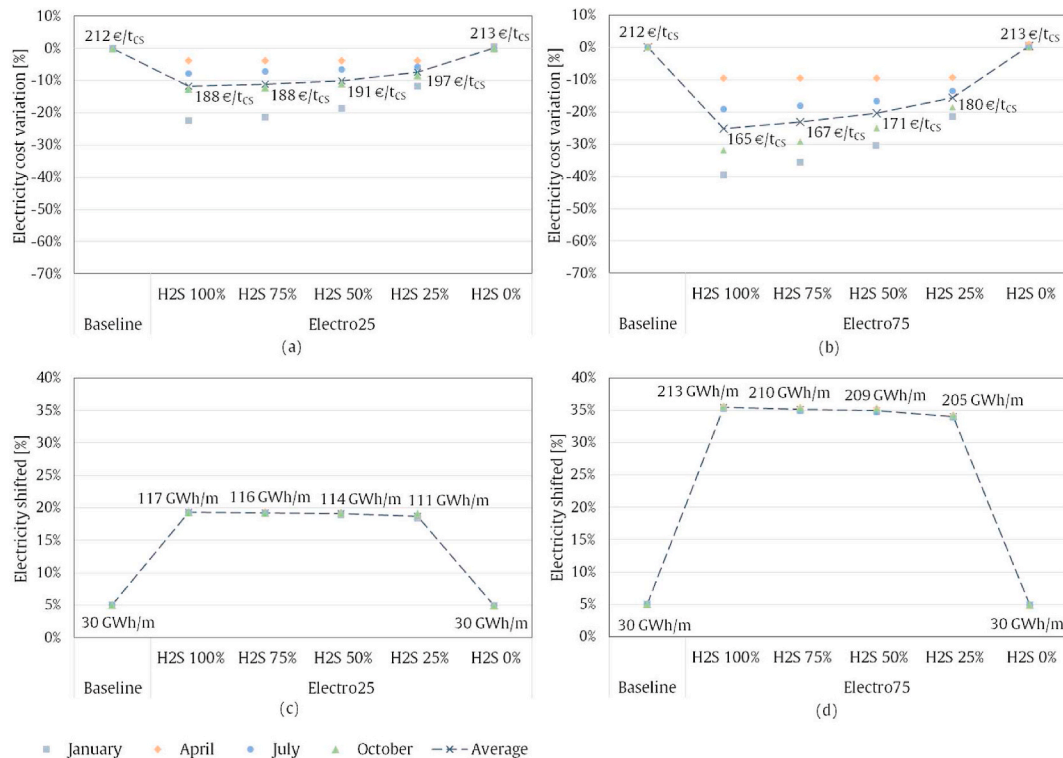 10%
0%
-10%
-20%
-30%
-40%
-50%
-60%
-70%
Electricity cost variation [%]
212 €/tCS
188 €/tCS
188 €/tCS
191 €/tCS
197 €/tCS
213 €/tCS
H2S 100% H2S 75% H2S 50% H2S 25% H2S 0%
Baseline Electro25
(a)
10%
0%
-10%
-20%
-30%
-40%
-50%
-60%
-70%
Electricity cost variation [%]
212 €/tCS
165 €/tCS
167 €/tCS
171 €/tCS
180 €/tCS
213 €/tCS
H2S 100% H2S 75% H2S 50% H2S 25% H2S 0%
Baseline Electro75
(b)
40%
35%
30%
25%
20%
15%
10%
5%
0%
Electricity shifted [%]
30 GWh/m
117 GWh/m
116 GWh/m
114 GWh/m
111 GWh/m
30 GWh/m
H2S 100% H2S 75% H2S 50% H2S 25% H2S 0%
Baseline Electro25
(c)
40%
35%
30%
25%
20%
15%
10%
5%
0%
Electricity shifted [%]
30 GWh/m
213 GWh/m
210 GWh/m
209 GWh/m
205 GWh/m
30 GWh/m
H2S 100% H2S 75% H2S 50% H2S 25% H2S 0%
Baseline Electro75
(d)
January April July October Average